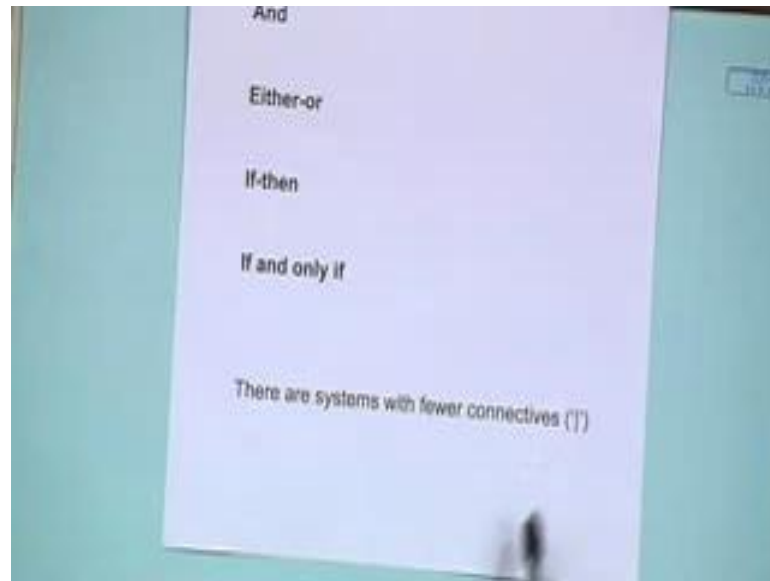 And
Either-or
If-then
If and only if
There are systems with fewer connectives ('|')